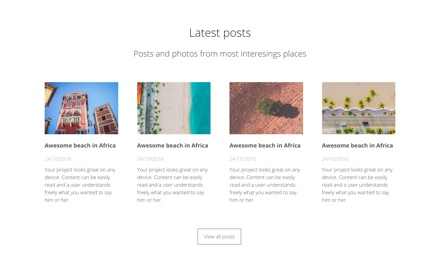 Latest posts
Posts and photos from most interesings places
Awesome beach in Africa
24/10/2016
Your project looks great on any
device. Content can be easily
read and a user understands
freely what you wanted to say
him or her.
Awesome beach in Africa
24/10/2016
Your project looks great on any
device. Content can be easily
read and a user understands
freely what you wanted to say
him or her.
Awesome beach in Africa
24/10/2016
Your project looks great on any
device. Content can be easily
read and a user understands
freely what you wanted to say
him or her.
Awesome beach in Africa
24/10/2016
Your project looks great on any
device. Content can be easily
read and a user understands
freely what you wanted to say
him or her.
View all posts